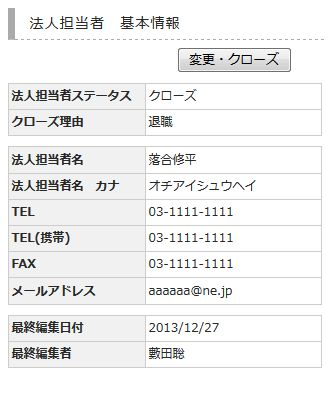 法人担当者　基本情報
変更・クローズ
法人担当者ステータス クローズ
クローズ理由 退職
法人担当者名 落合修平
法人担当者名　カナ オチアイシュウヘイ
TEL 03-1111-1111
TEL(携帯) 03-1111-1111
FAX 03-1111-1111
メールアドレス aaaaaa@ne.jp
最終編集日付 2013/12/27
最終編集者 藪田聡